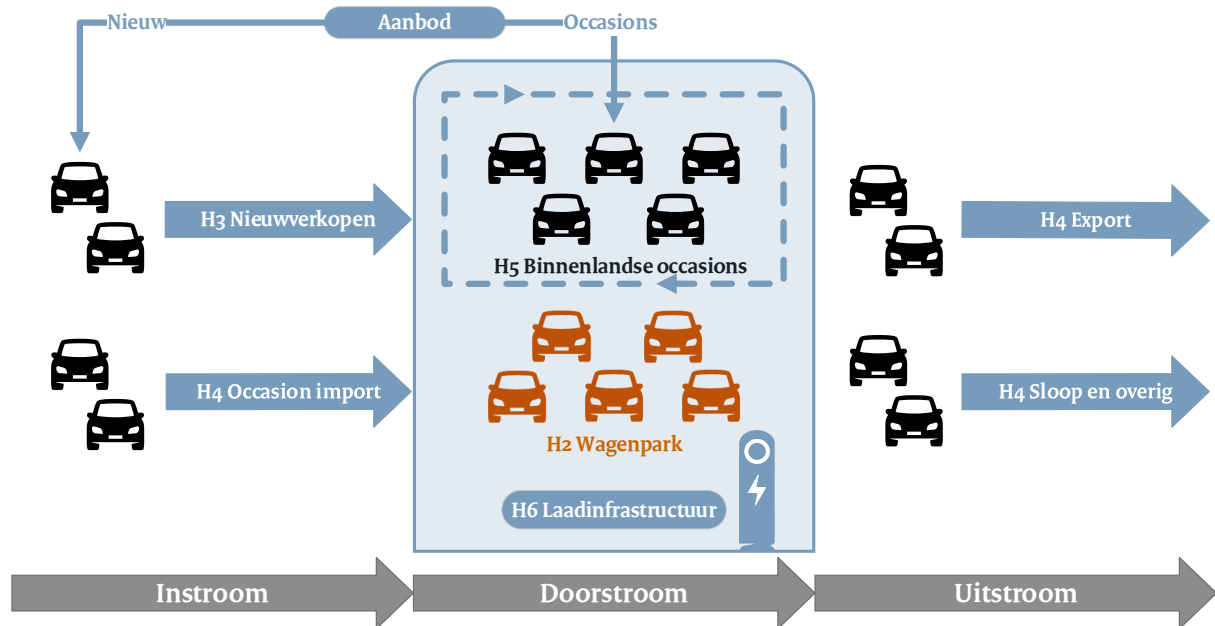 Nieuw
Aanbod
Occasions
H3 Nieuwverkopen
H5 Binnenlandse occasions
H4 Export
H4 Occasion import
H2 Wagenpark
H4 Sloop en overig
H6 Laadinfrastructuur
Instroom
Doorstroom
Uitstroom